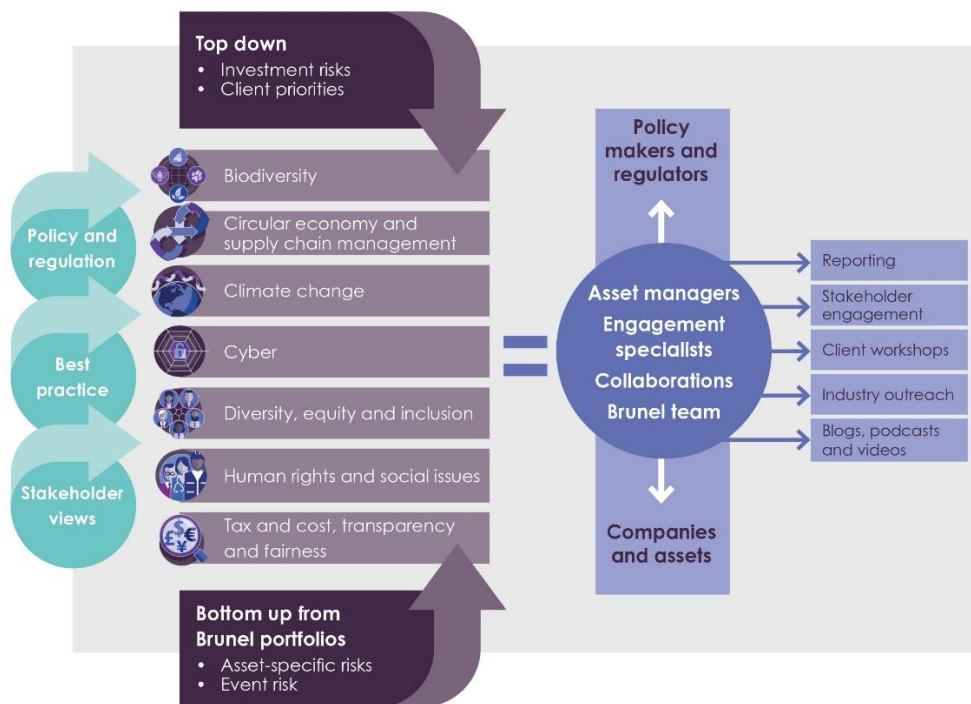 Top down
• Investment risks
• Client priorities
Policy and
regulation
Best
practice
Stakeholder
views
Biodiversity
Circular economy and
supply chain management
Climate change
Cyber
Diversity, equity and inclusion
Human rights and social issues
Tax and cost, transparency
and fairness
£ $ € ¥
Bottom up from
Brunel portfolios
• Asset-specific risks
• Event risk
=
Policy
makers and
regulators
Asset managers
Engagement
specialists
Collaborations
Brunel team
Companies
and assets
Reporting
Stakeholder
engagement
Client workshops
Industry outreach
Blogs, podcasts
and videos